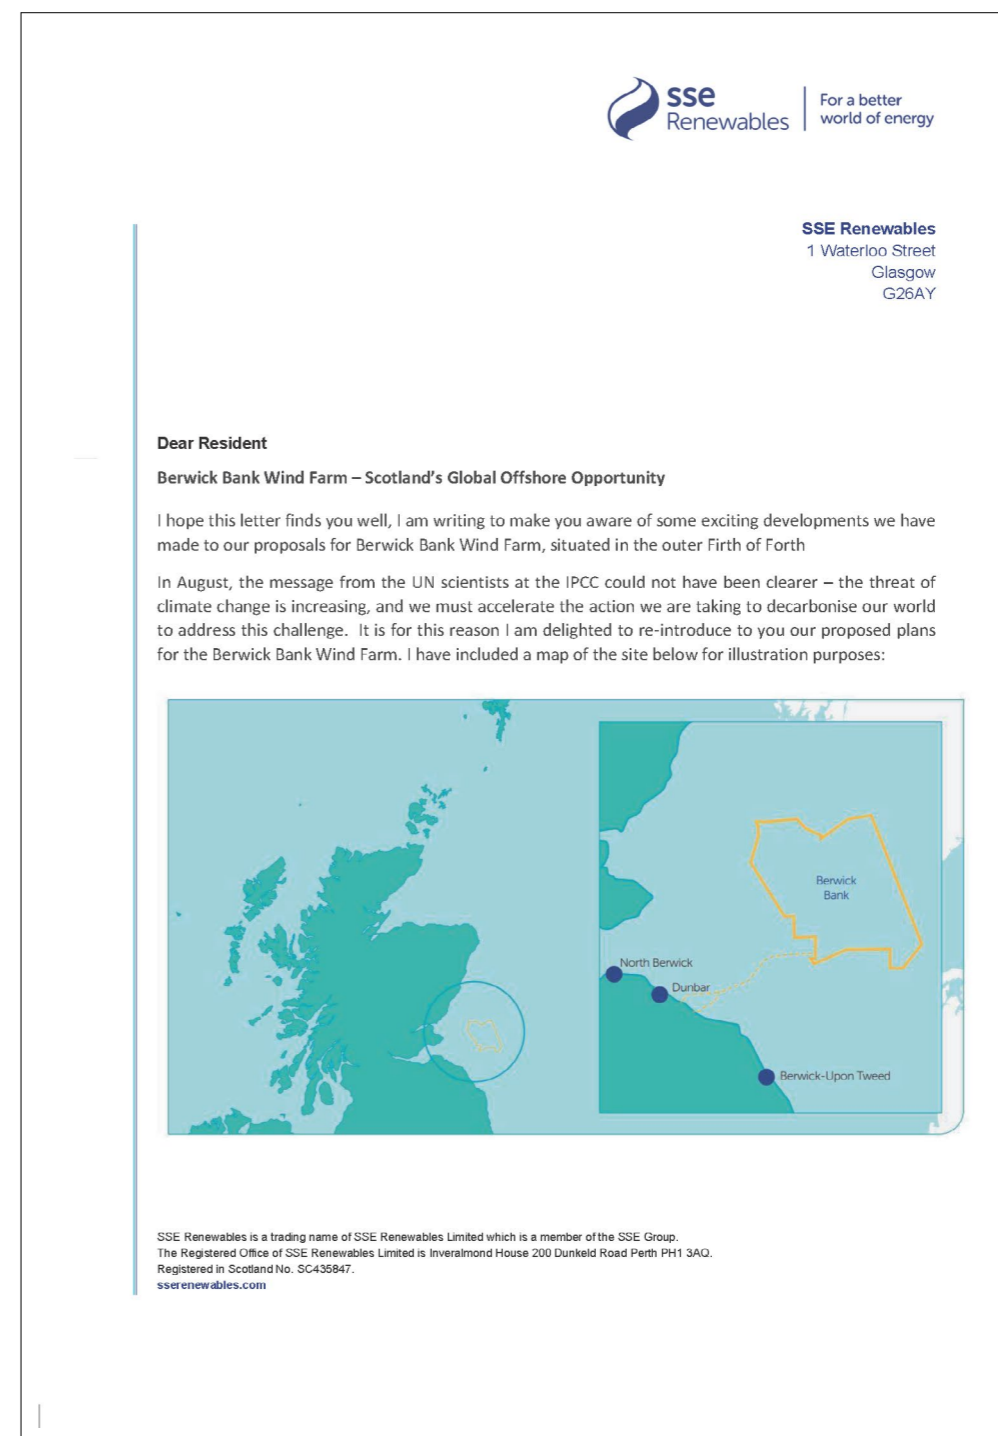 sse
Renewables
For a better
world of energy
SSE Renewables
1 Waterloo Street
Glasgow
G26AY
Dear Resident
Berwick Bank Wind Farm – Scotland's Global Offshore Opportunity
I hope this letter finds you well, I am writing to make you aware of some exciting developments we have
made to our proposals for Berwick Bank Wind Farm, situated in the outer Firth of Forth
In August, the message from the UN scientists at the IPCC could not have been clearer – the threat of
climate change is increasing, and we must accelerate the action we are taking to decarbonise our world
to address this challenge.  It is for this reason I am delighted to re-introduce to you our proposed plans
for the Berwick Bank Wind Farm. I have included a map of the site below for illustration purposes:
Berwick
Bank
North Berwick
Dunbar
Berwick-Upon Tweed
SSE Renewables is a trading name of SSE Renewables Limited which is a member of the SSE Group.
The Registered Office of SSE Renewables Limited is Inveralmond House 200 Dunkeld Road Perth PH1 3AQ.
Registered in Scotland No. SC435847.
sserenewables.com